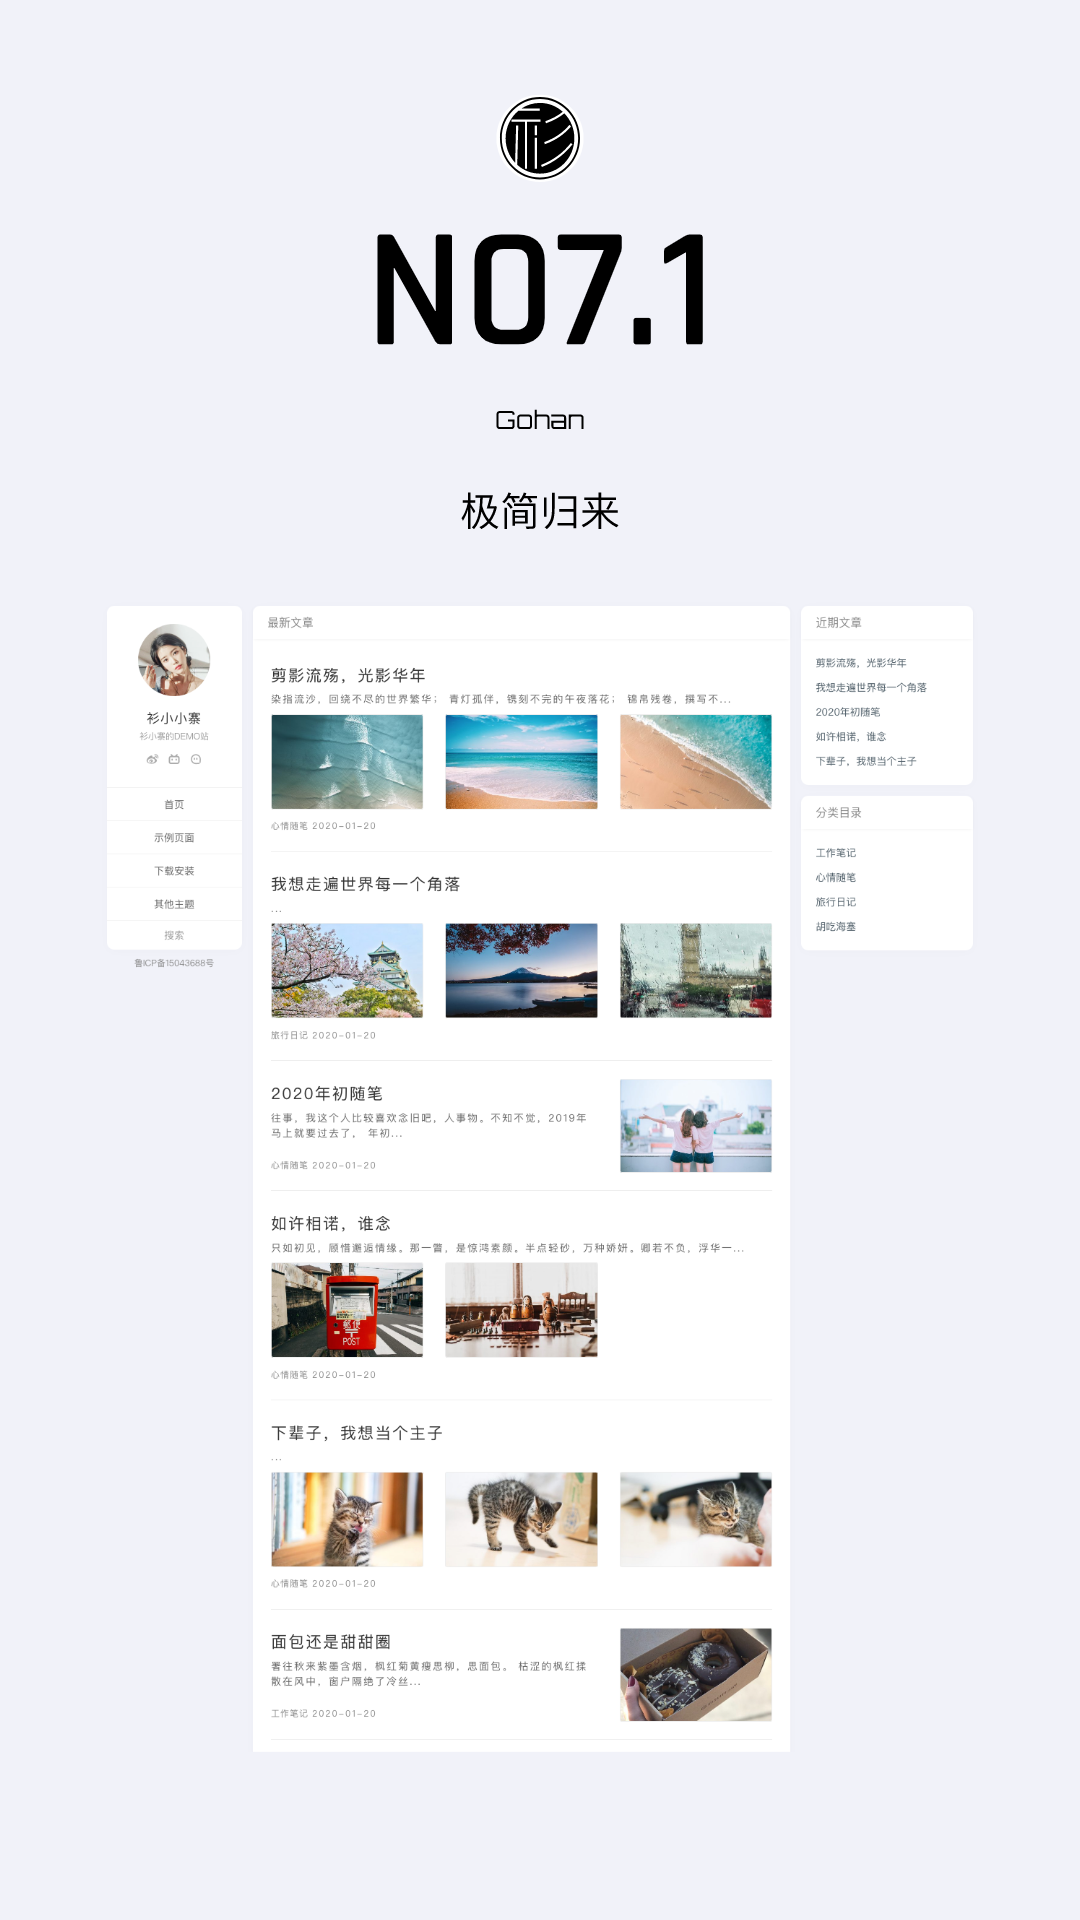 衫
NO7.1
Gohan
极简归来
衫小小寨
衫小寨的DEMO站
首页
示例页面
下载安装
其他主题
搜索
鲁ICP备15043688号
最新文章
剪影流殇，光影华年
染指流沙，回绕不尽的世界繁华； 青灯孤伴，镌刻不完的午夜落花； 锦帛残卷，撰写不...
心情随笔 2020-01-20
我想走遍世界每一个角落
...
旅行日记 2020-01-20
2020年初随笔
往事，我这个人比较喜欢念旧吧，人事物。不知不觉，2019年
马上就要过去了， 年初...
心情随笔 2020-01-20
如许相诺，谁念
只如初见，顾惜邂逅情缘。那一瞥，是惊鸿素颜。半点轻砂，万种娇妍。卿若不负，浮华一...
POST
心情随笔 2020-01-20
下辈子，我想当个主子
...
心情随笔 2020-01-20
面包还是甜甜圈
署往秋来紫墨含烟，枫红菊黄瘦思柳，思面包。 枯涩的枫红揉
散在风中，窗户隔绝了冷丝...
工作笔记 2020-01-20
近期文章
剪影流殇，光影华年
我想走遍世界每一个角落
2020年初随笔
如许相诺，谁念
下辈子，我想当个主子
分类目录
工作笔记
心情随笔
旅行日记
胡吃海塞